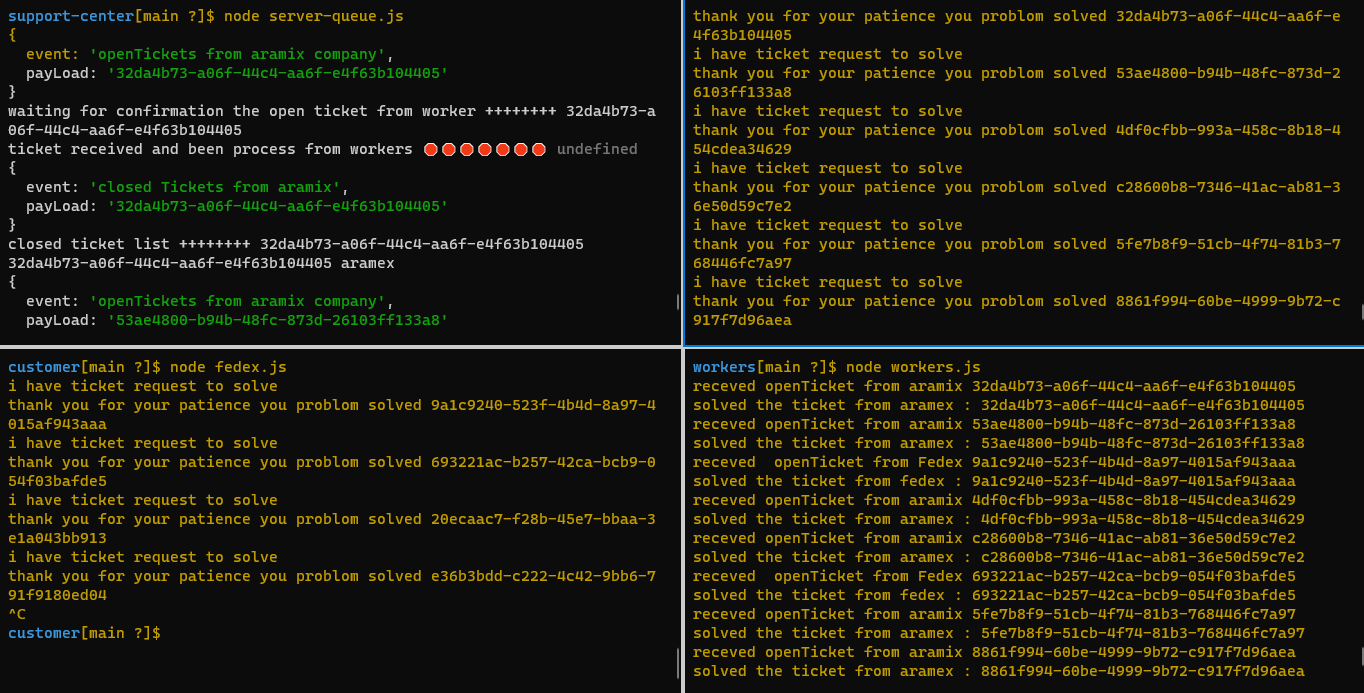 support-center[main ?]$ node server-queue.js
{
  event: 'openTickets from aramix company',
  payLoad: '32da4b73-a06f-44c4-aa6f-e4f63b104405'
}
waiting for confirmation the open ticket from worker ++++++++ 32da4b73-a
06f-44c4-aa6f-e4f63b104405
ticket received and been process from workers 🛑🛑🛑🛑🛑🛑🛑 undefined
{
  event: 'closed Tickets from aramix',
  payLoad: '32da4b73-a06f-44c4-aa6f-e4f63b104405'
}
closed ticket list ++++++++ 32da4b73-a06f-44c4-aa6f-e4f63b104405
32da4b73-a06f-44c4-aa6f-e4f63b104405 aramex
{
  event: 'openTickets from aramix company',
  payLoad: '53ae4800-b94b-48fc-873d-26103ff133a8'
thank you for your patience you problom solved 32da4b73-a06f-44c4-aa6f-e
4f63b104405
i have ticket request to solve
thank you for your patience you problom solved 53ae4800-b94b-48fc-873d-2
6103ff133a8
i have ticket request to solve
thank you for your patience you problom solved 4df0cfbb-993a-458c-8b18-4
54cdea34629
i have ticket request to solve
thank you for your patience you problom solved c28600b8-7346-41ac-ab81-3
6e50d59c7e2
i have ticket request to solve
thank you for your patience you problom solved 5fe7b8f9-51cb-4f74-81b3-7
68446fc7a97
i have ticket request to solve
thank you for your patience you problom solved 8861f994-60be-4999-9b72-c
917f7d96aea
customer[main ?]$ node fedex.js
i have ticket request to solve
thank you for your patience you problom solved 9a1c9240-523f-4b4d-8a97-4
015af943aaa
i have ticket request to solve
thank you for your patience you problom solved 693221ac-b257-42ca-bcb9-0
54f03bafde5
i have ticket request to solve
thank you for your patience you problom solved 20ecaac7-f28b-45e7-bbaa-3
e1a043bb913
i have ticket request to solve
thank you for your patience you problom solved e36b3bdd-c222-4c42-9bb6-7
91f9180ed04
^C
customer[main ?]$
workers[main ?]$ node workers.js
receved openTicket from aramix 32da4b73-a06f-44c4-aa6f-e4f63b104405
solved the ticket from aramex : 32da4b73-a06f-44c4-aa6f-e4f63b104405
receved openTicket from aramix 53ae4800-b94b-48fc-873d-26103ff133a8
solved the ticket from aramex : 53ae4800-b94b-48fc-873d-26103ff133a8
receved  openTicket from Fedex 9a1c9240-523f-4b4d-8a97-4015af943aaa
solved the ticket from fedex : 9a1c9240-523f-4b4d-8a97-4015af943aaa
receved openTicket from aramix 4df0cfbb-993a-458c-8b18-454cdea34629
solved the ticket from aramex : 4df0cfbb-993a-458c-8b18-454cdea34629
receved openTicket from aramix c28600b8-7346-41ac-ab81-36e50d59c7e2
solved the ticket from aramex : c28600b8-7346-41ac-ab81-36e50d59c7e2
receved  openTicket from Fedex 693221ac-b257-42ca-bcb9-054f03bafde5
solved the ticket from fedex : 693221ac-b257-42ca-bcb9-054f03bafde5
receved openTicket from aramix 5fe7b8f9-51cb-4f74-81b3-768446fc7a97
solved the ticket from aramex : 5fe7b8f9-51cb-4f74-81b3-768446fc7a97
receved openTicket from aramix 8861f994-60be-4999-9b72-c917f7d96aea
solved the ticket from aramex : 8861f994-60be-4999-9b72-c917f7d96aea